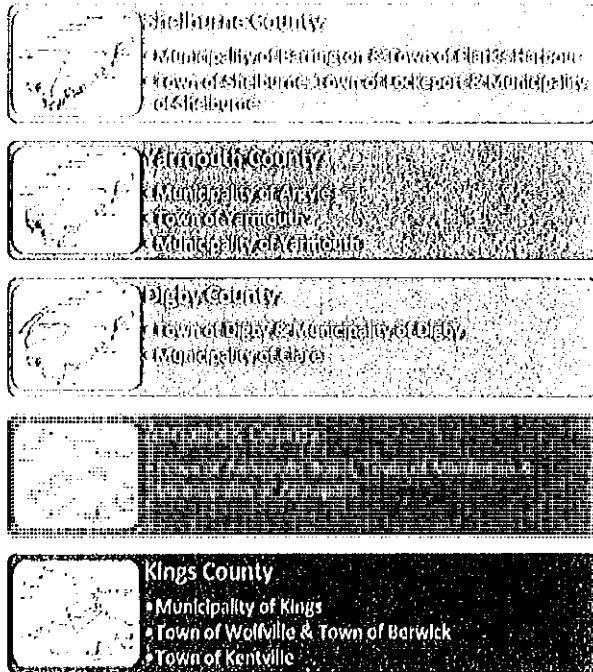 Shelburne County
• Municipality of Barrington & Town of Clark's Harbour
• Town of Shelburne, Town of Lockeport & Municipality
of Shelburne
Yarmouth County
• Municipality of Argyle
• Town of Yarmouth
• Municipality of Yarmouth
Digby County
• Town of Digby & Municipality of Digby
• Municipality of Clare
County
Kings County
• Municipality of Kings
• Town of Wolfville & Town of Berwick
• Town of Kentville